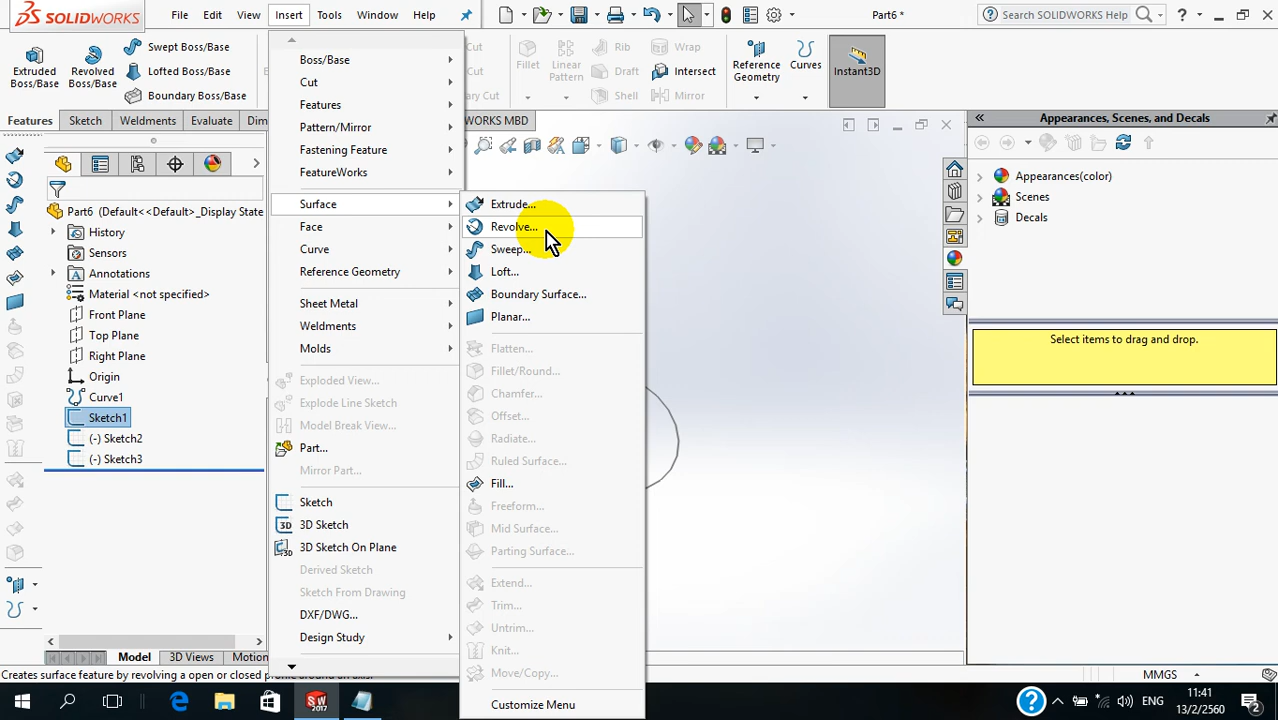 SOLIDWORKS
File Edit View Insert Tools Window Help
Part6 *
Search SOLIDWORKS Help
Extruded Boss/Base
Revolved Boss/Base
Swept Boss/Base
Lofted Boss/Base
Boundary Boss/Base
Cut
Cut
ary Cut
Fillet
Linear Pattern
Rib
Draft
Shell
Wrap
Intersect
Mirror
Reference Geometry
Curves
Instant3D
Features Sketch Weldments Evaluate Dim
WORKS MBD
Part6 (Default<<Default>_Display State
History
Sensors
Annotations
Material <not specified>
Front Plane
Top Plane
Right Plane
Origin
Curve1
Sketch1
(-) Sketch2
(-) Sketch3
Boss/Base
Cut
Features
Pattern/Mirror
Fastening Feature
FeatureWorks
Surface
Face
Curve
Reference Geometry
Sheet Metal
Weldments
Molds
Exploded View...
Explode Line Sketch
Model Break View...
Part...
Mirror Part...
Sketch
3D Sketch
3D Sketch On Plane
Derived Sketch
Sketch From Drawing
DXF/DWG...
Design Study
Extrude...
Revolve...
Sweep...
Loft...
Boundary Surface...
Planar...
Flatten...
Fillet/Round...
Chamfer...
Offset...
Radiate...
Ruled Surface...
Fill...
Freeform...
Mid Surface...
Parting Surface...
Extend...
Trim...
Untrim...
Knit...
Move/Copy...
Customize Menu
Appearances, Scenes, and Decals
Appearances(color)
Scenes
Decals
Select items to drag and drop.
Model 3D Views Motion
Creates surface feature by revolving a open or closed profile around an axis.
MMGS
SW 2017
ENG
11:41
13/2/2560
2